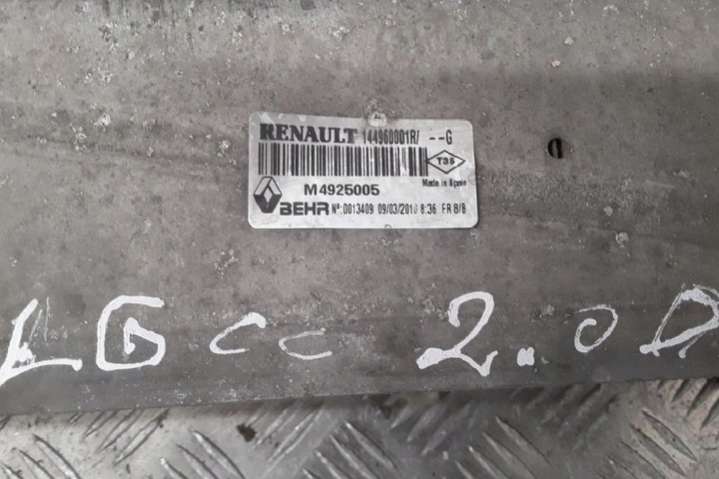 RENAULT 144960001R/ --G
T35
Made in Spain
M4925005
BEHR Nº:0013409 09/03/2010 8:36 FR 8/8
LG cc 2.0D